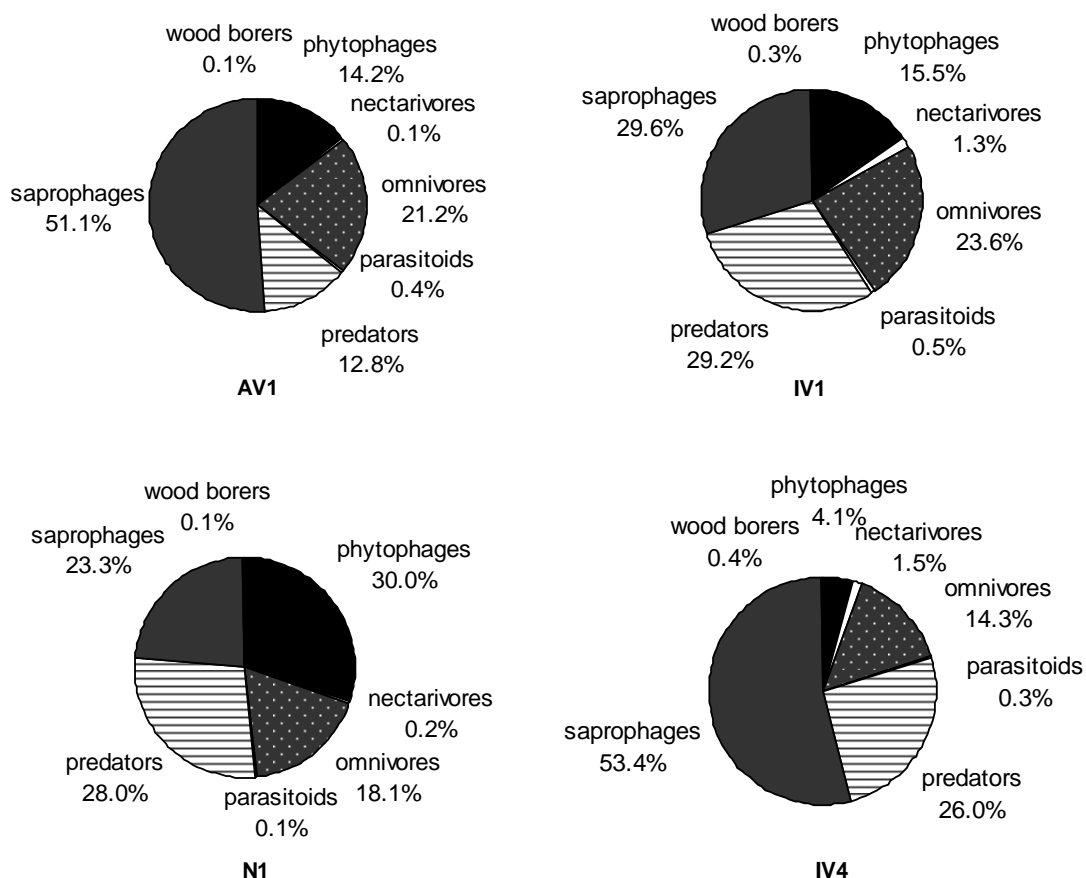 wood borers
0.1%
phytophages
14.2%
nectarivores
0.1%
omnivores
21.2%
parasitoids
0.4%
predators
12.8%
saprophages
51.1%
AV1
wood borers
0.3%
phytophages
15.5%
nectarivores
1.3%
omnivores
23.6%
parasitoids
0.5%
predators
29.2%
saprophages
29.6%
IV1
wood borers
0.1%
phytophages
30.0%
nectarivores
0.2%
omnivores
18.1%
parasitoids
0.1%
predators
28.0%
saprophages
23.3%
N1
wood borers
0.4%
phytophages
4.1%
nectarivores
1.5%
omnivores
14.3%
parasitoids
0.3%
predators
26.0%
saprophages
53.4%
IV4